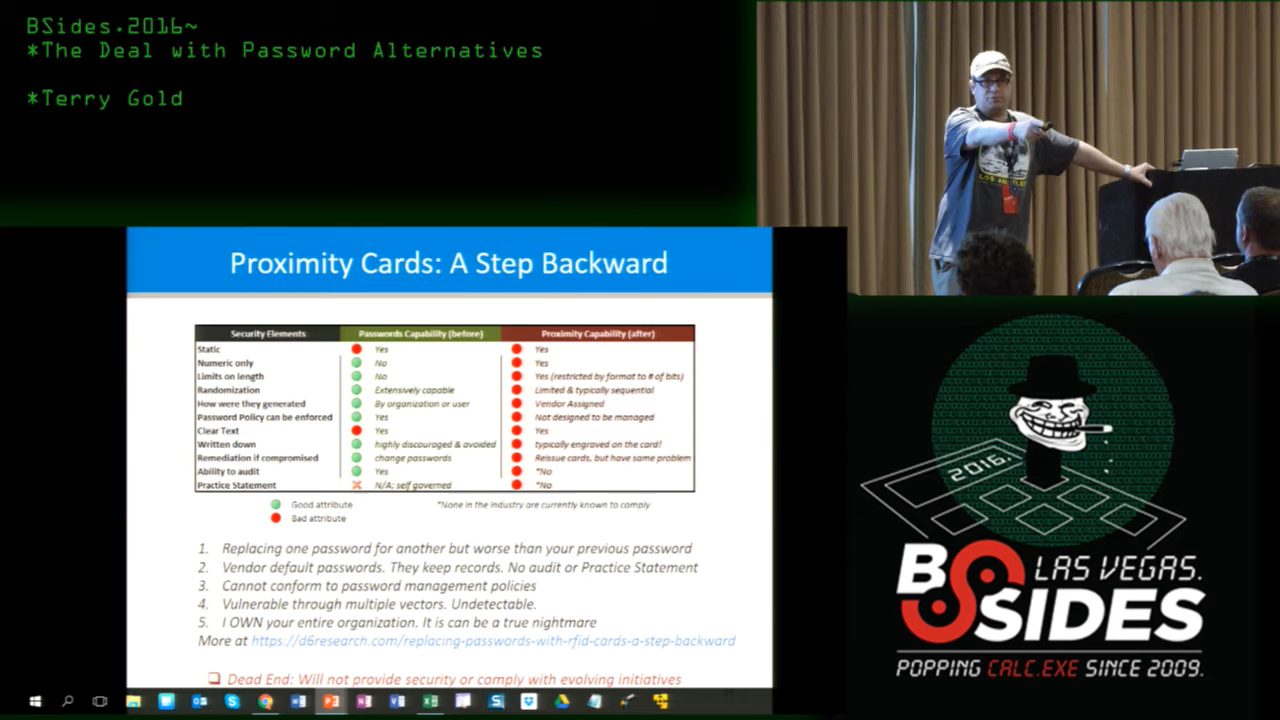 BSides.2016~
*The Deal with Password Alternatives
*Terry Gold
LOS ANGELES
Proximity Cards: A Step Backward
Security Elements Passwords Capability (before) Proximity Capability (after)
Static Yes Yes
Numeric only No Yes
Limits on length No Yes (restricted by format to # of bits)
Randomization Extensively capable Limited & typically sequential
How were they generated By organization or user Vendor Assigned
Password Policy can be enforced Yes Not designed to be managed
Clear Text Yes Yes
Written down highly discouraged & avoided typically engraved on the card!
Remediation if compromised change passwords Reissue cards, but have same problem
Ability to audit Yes *No
Practice Statement N/A; self governed *No
Good attribute *None in the industry are currently known to comply
Bad attribute
1. Replacing one password for another but worse than your previous password
2. Vendor default passwords. They keep records. No audit or Practice Statement
3. Cannot conform to password management policies
4. Vulnerable through multiple vectors. Undetectable.
5. I OWN your entire organization. It is can be a true nightmare
More at https://d6research.com/replacing-passwords-with-rfid-cards-a-step-backward
Dead End: Will not provide security or comply with evolving initiatives
2016.
BSIDES
LAS VEGAS.
POPPING CALC.EXE SINCE 2009.